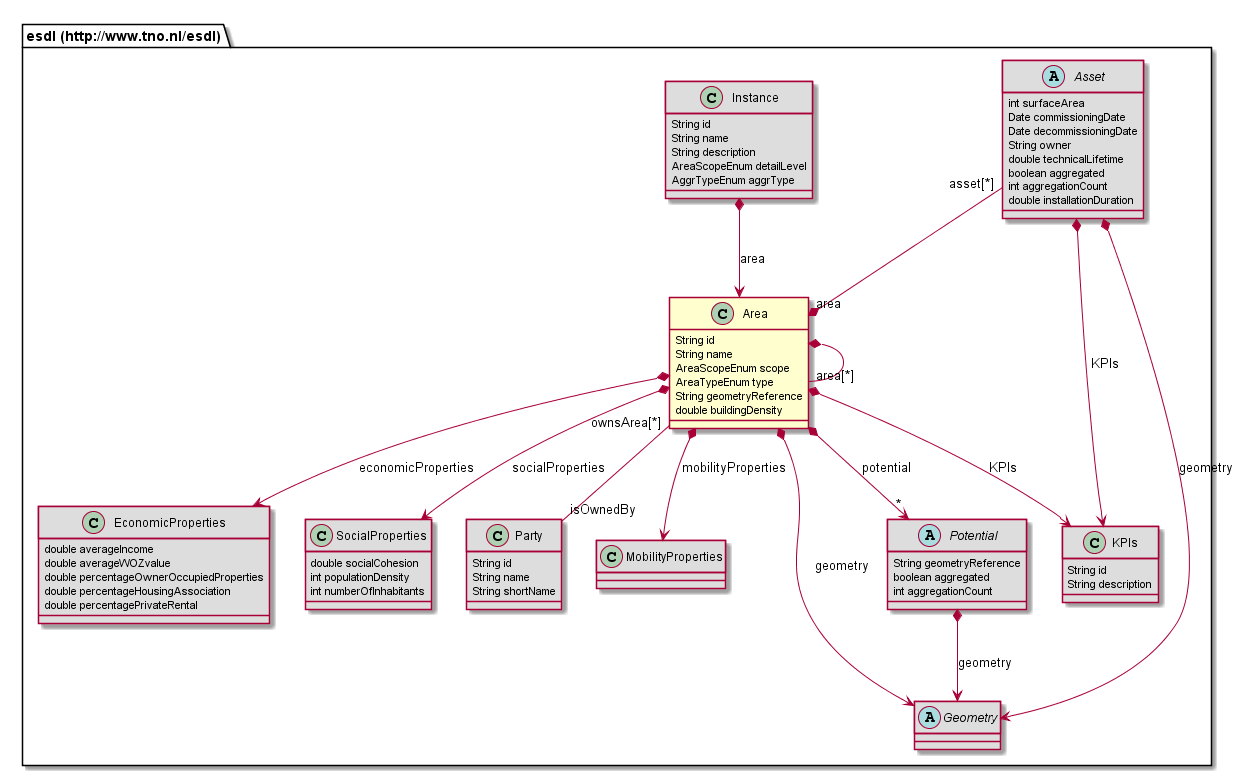 esdl (http://www.tno.nl/esdl)
A Asset
int surfaceArea
Date commissioningDate
Date decommissioningDate
String owner
double technicalLifetime
boolean aggregated
int aggregationCount
double installationDuration
C Instance
String id
String name
String description
AreaScopeEnum detailLevel
AggrTypeEnum aggrType
asset[*]
area
area
C Area
String id
String name
AreaScopeEnum scope
AreaTypeEnum type
String geometryReference
double buildingDensity
area[*]
KPIs
ownsArea[*]
economicProperties
socialProperties
mobilityProperties
potential
KPIs
geometry
*
isOwnedBy
C EconomicProperties
double averageIncome
double averageWOZvalue
double percentageOwnerOccupiedProperties
double percentageHousingAssociation
double percentagePrivateRental
C SocialProperties
double socialCohesion
int populationDensity
int numberOfInhabitants
C Party
String id
String name
String shortName
C MobilityProperties
geometry
A Potential
String geometryReference
boolean aggregated
int aggregationCount
C KPIs
String id
String description
geometry
A Geometry